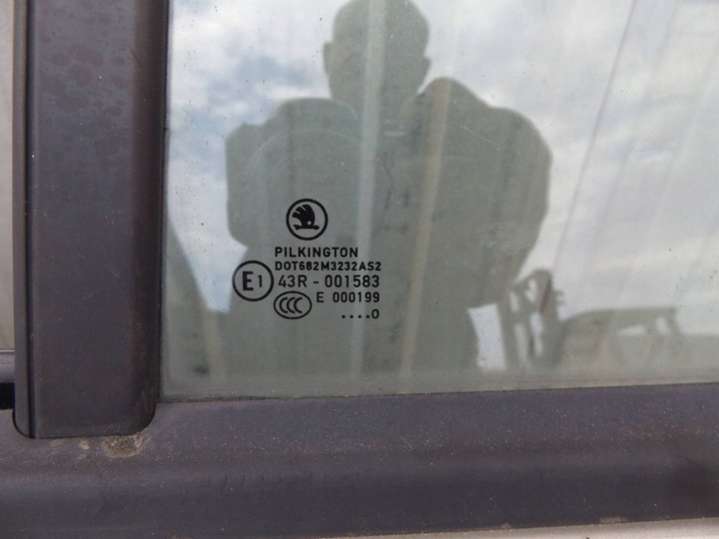 PILKINGTON
DOT682M3232AS2
E1 43R - 001583
CCC E 000199
....0